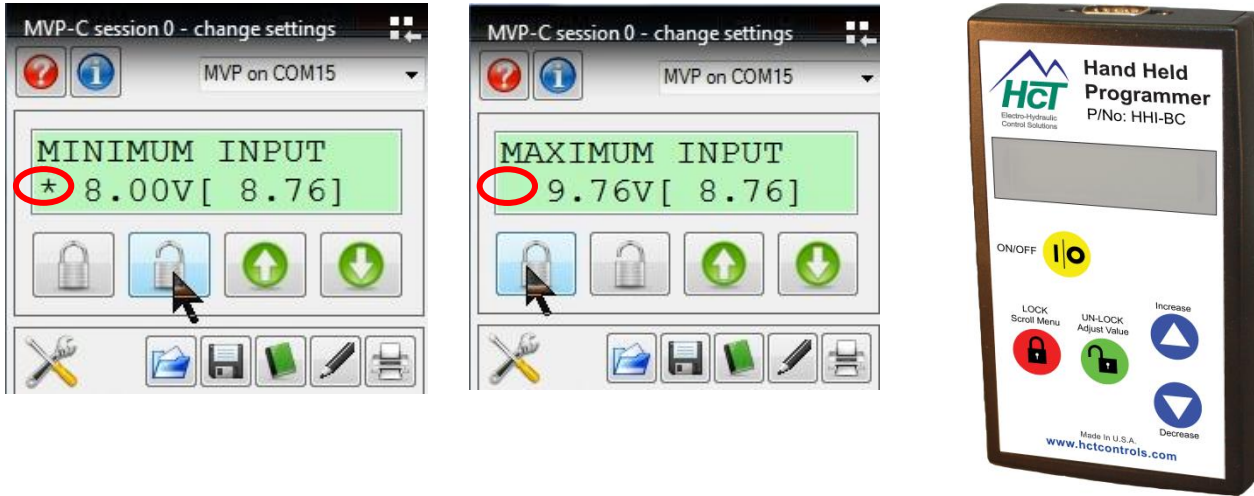 MVP-C session 0 - change settings
MVP on COM15
MINIMUM INPUT
* 8.00V[ 8.76]
MVP-C session 0 - change settings
MVP on COM15
MAXIMUM INPUT
9.76V[ 8.76]
HCT
Electro-Hydraulic
Control Solutions
Hand Held
Programmer
P/No: HHI-BC
ON/OFF
I|O
LOCK
Scroll Menu
UN-LOCK
Adjust Value
Increase
Decrease
Made In U.S.A.
www.hctcontrols.com